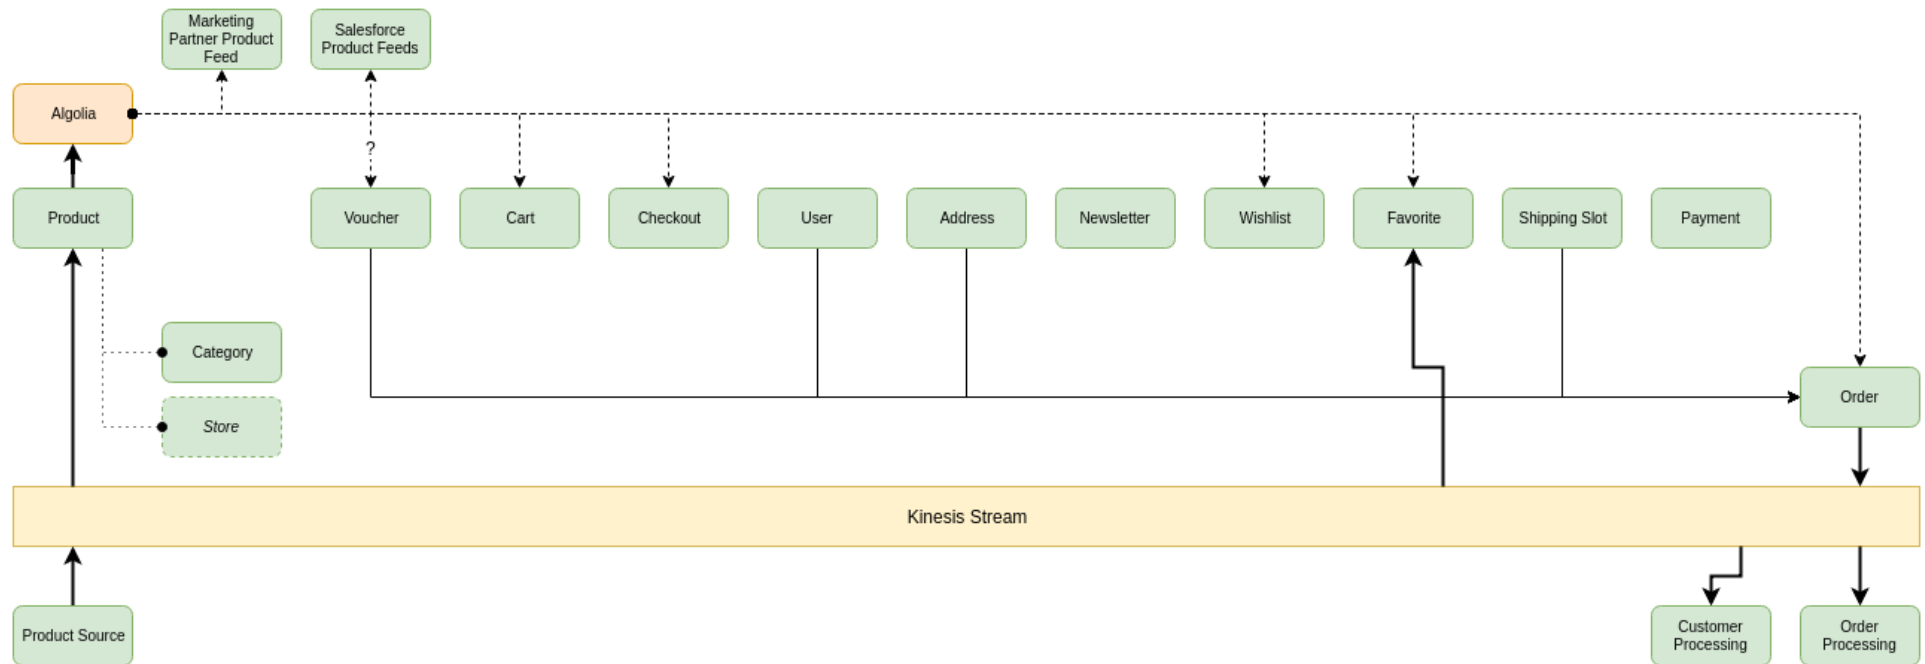 Marketing
Partner Product
Feed
Salesforce
Product Feeds
Algolia
?
Product
Voucher
Cart
Checkout
User
Address
Newsletter
Wishlist
Favorite
Shipping Slot
Payment
Category
Store
Order
Kinesis Stream
Product Source
Customer
Processing
Order
Processing